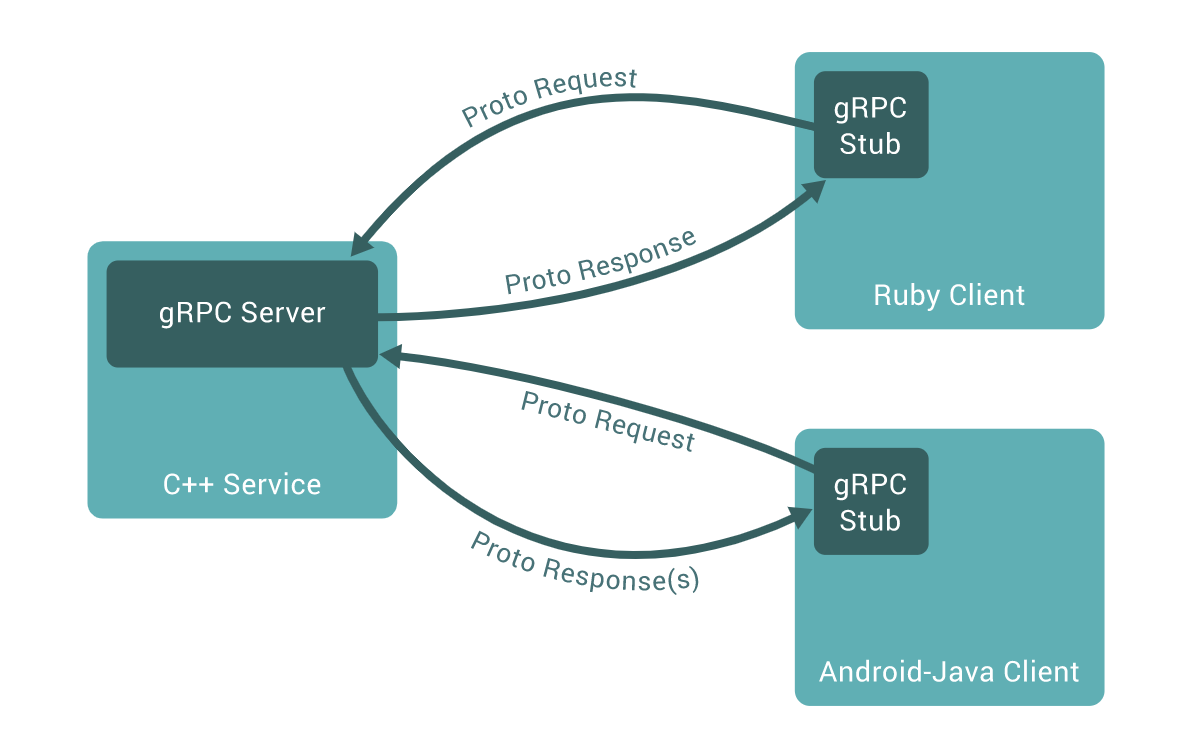 Proto Request
gRPC
Stub
Proto Response
Ruby Client
gRPC Server
C++ Service
Proto Request
gRPC
Stub
Proto Response(s)
Android-Java Client